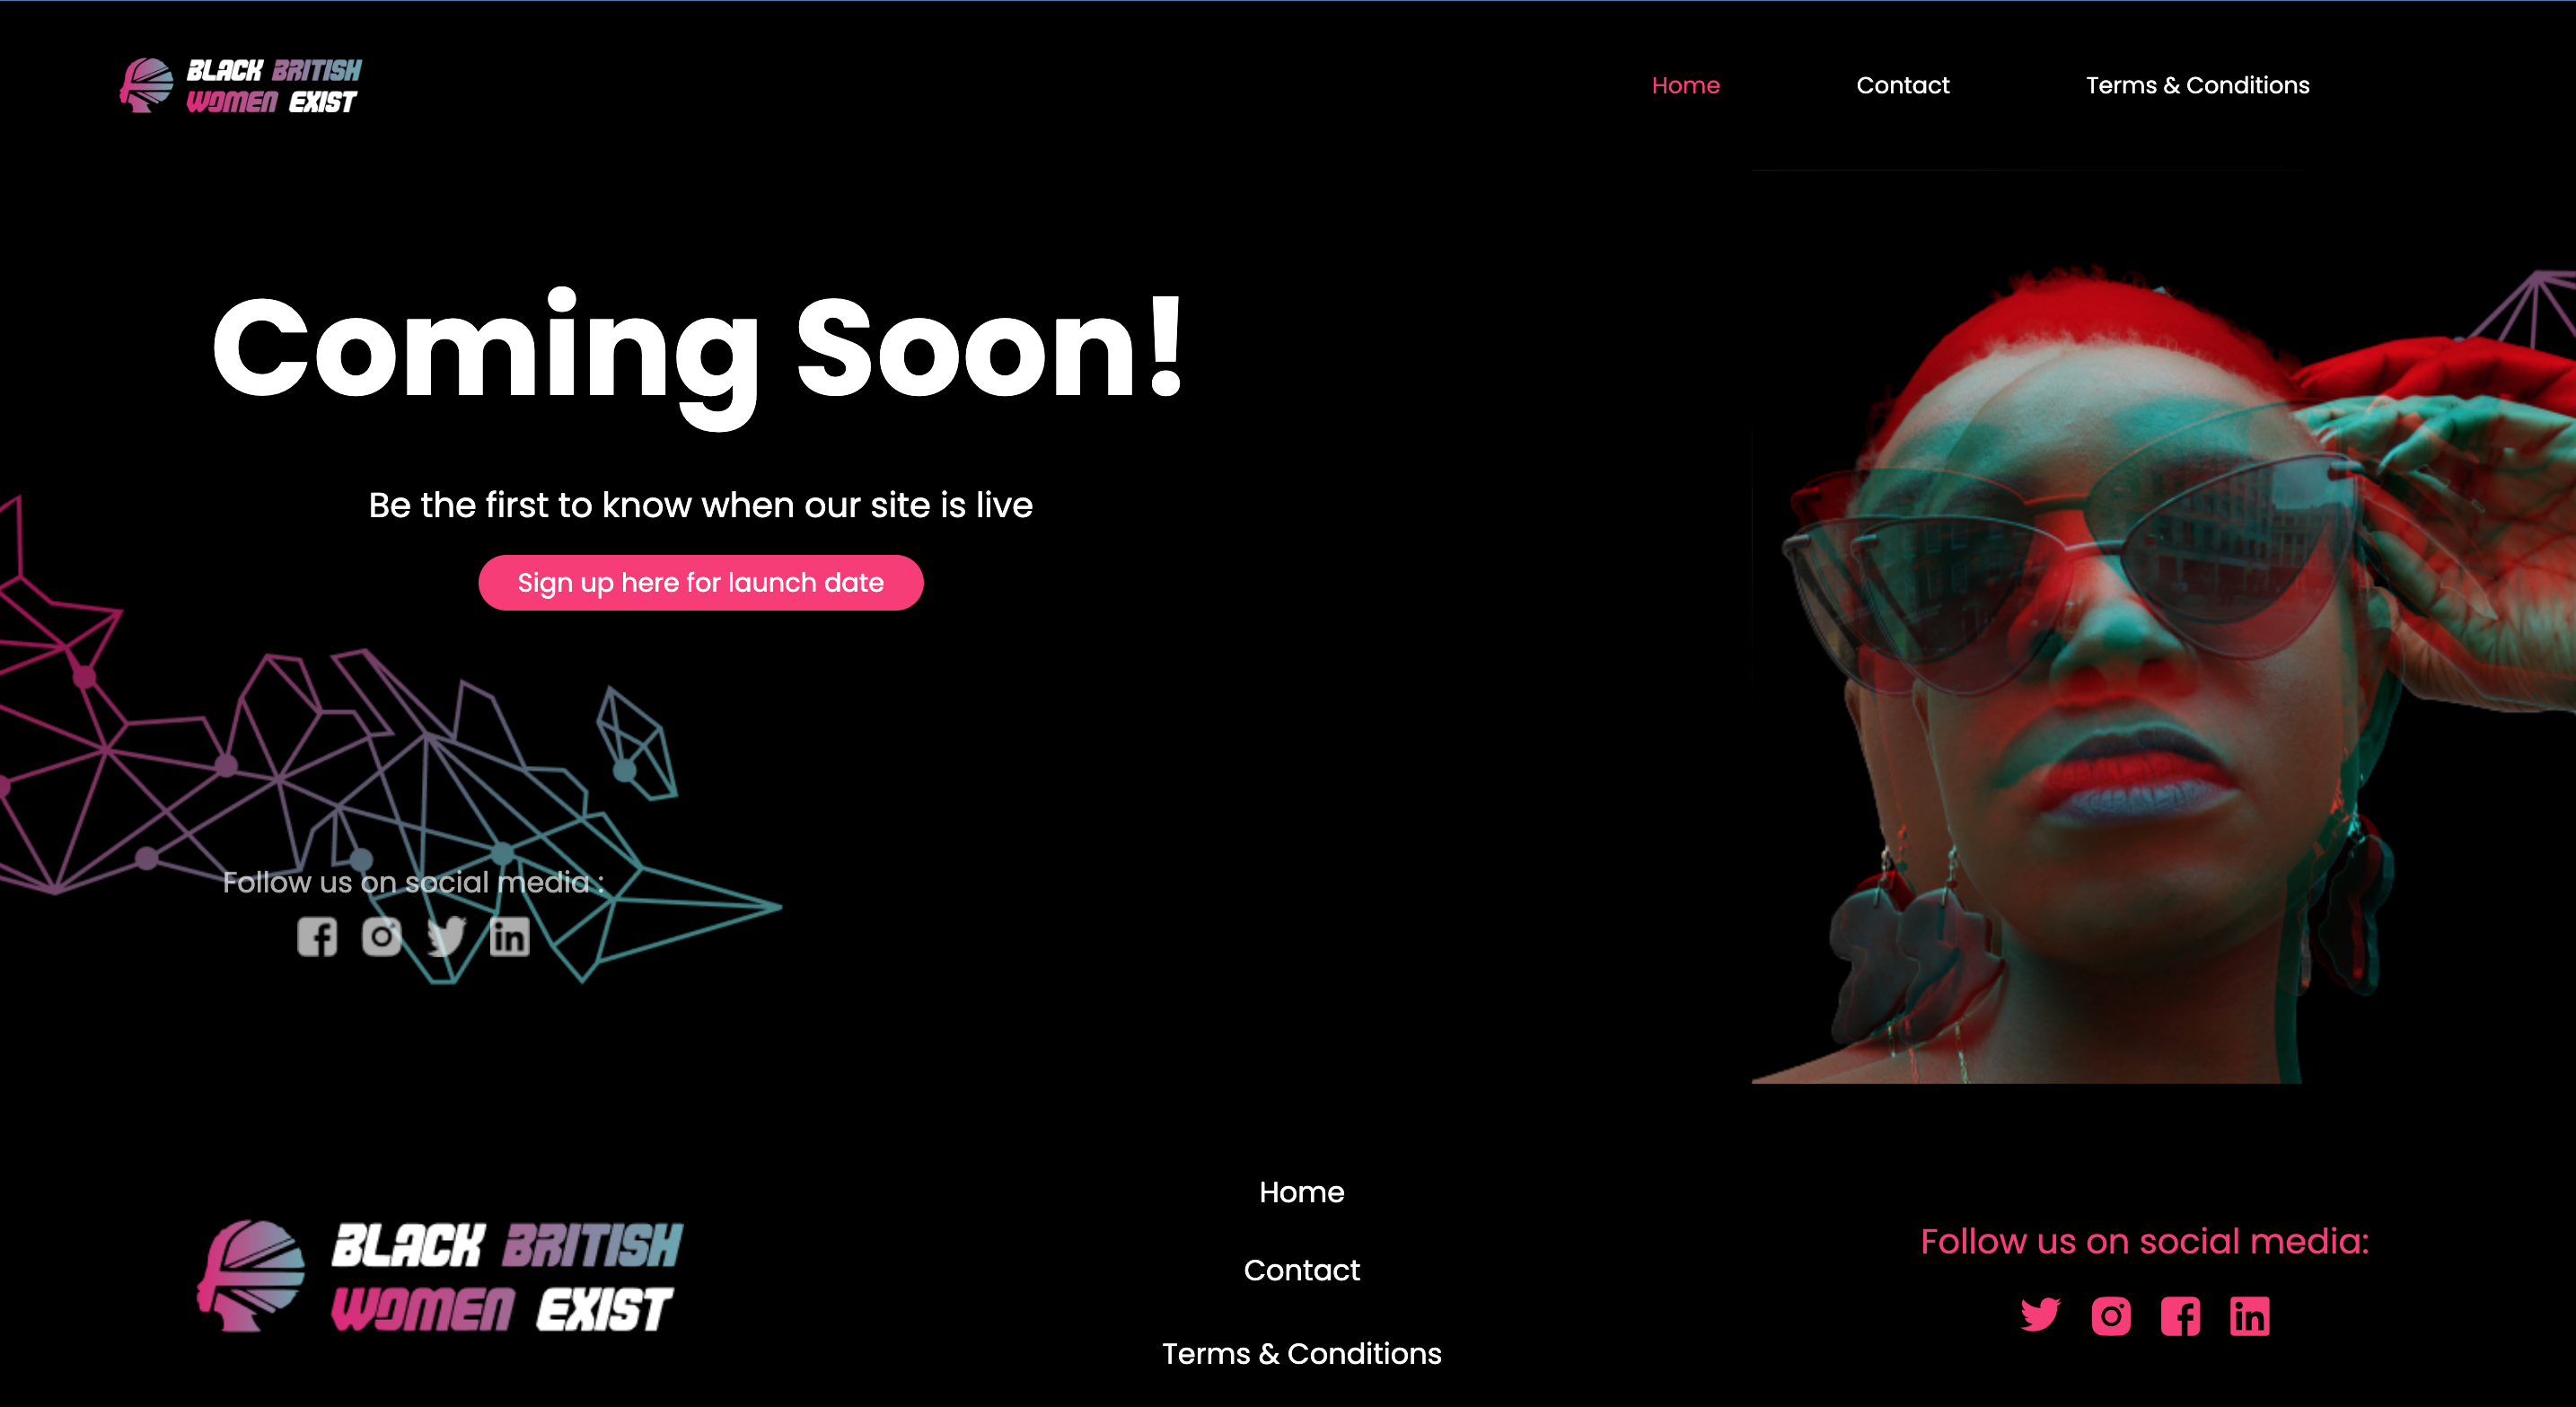 BLACK BRITISH
WOMEN EXIST
Home
Contact
Terms & Conditions
Coming Soon!
Be the first to know when our site is live
Sign up here for launch date
Follow us on social media :
Home
Contact
Terms & Conditions
BLACK BRITISH
WOMEN EXIST
Follow us on social media: